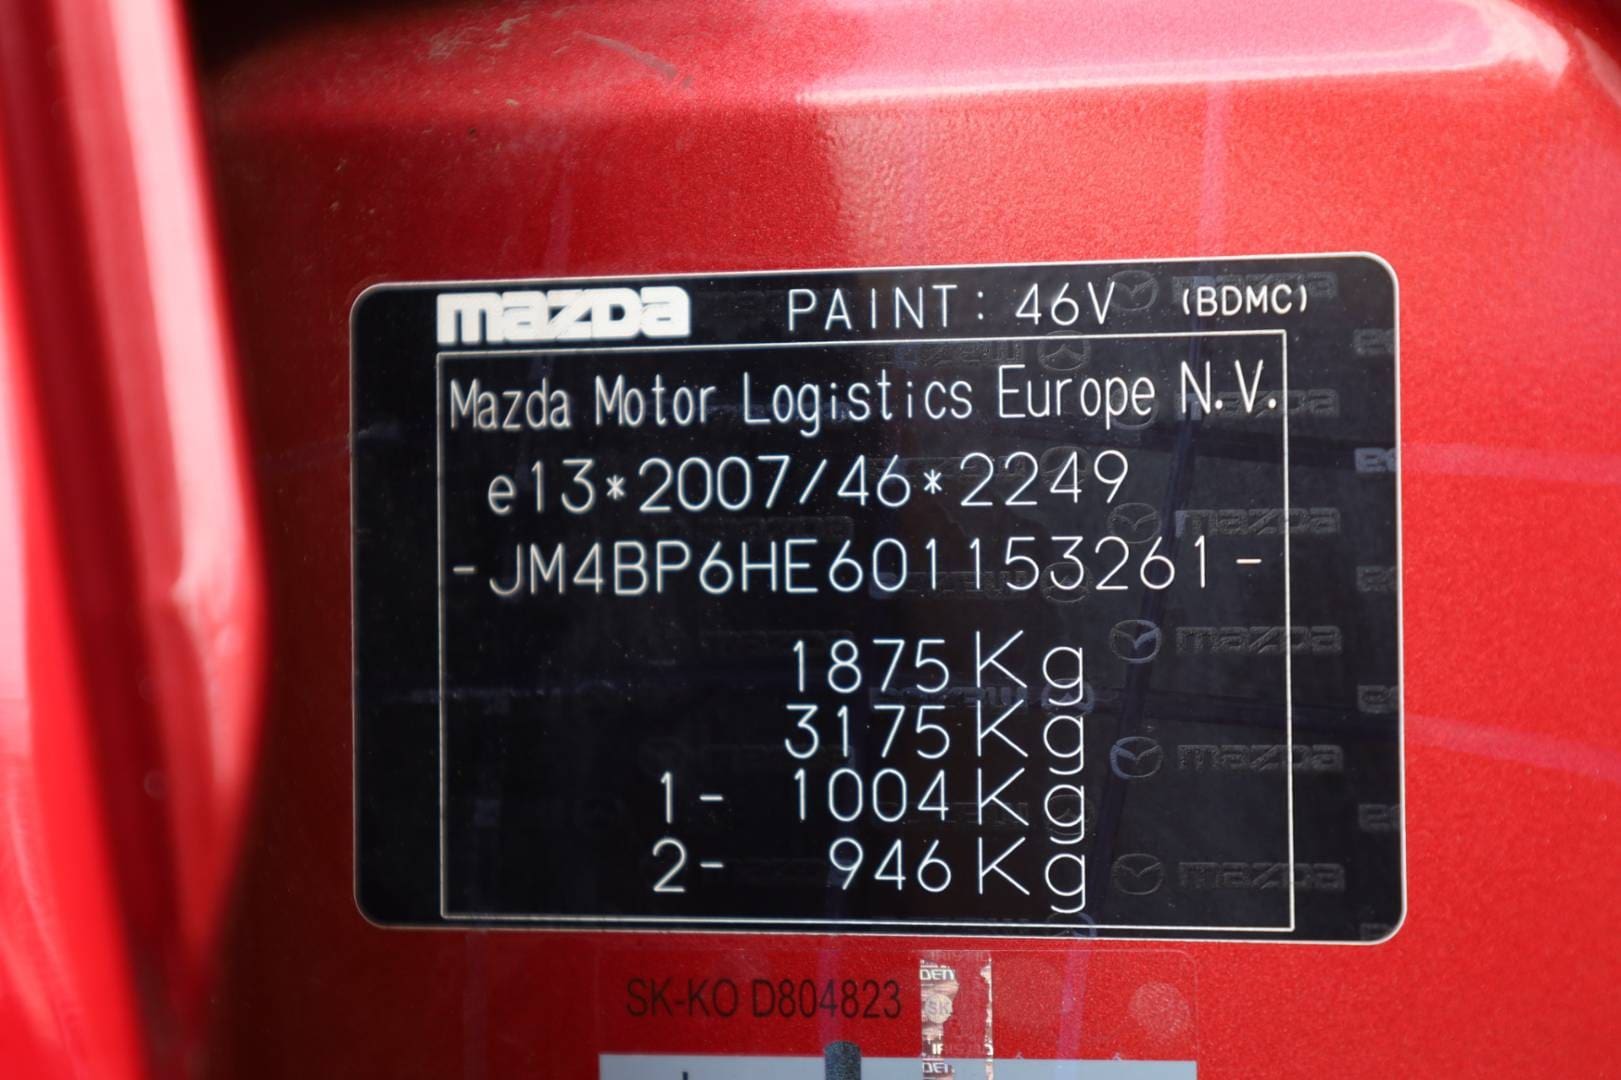 mazda PAINT: 46V (BDMC)
Mazda Motor Logistics Europe N.V.
e13*2007/46*2249
-JM4BP6HE601153261-
1875Kg
3175Kg
1- 1004Kg
2- 946Kg
SK-KO D804823